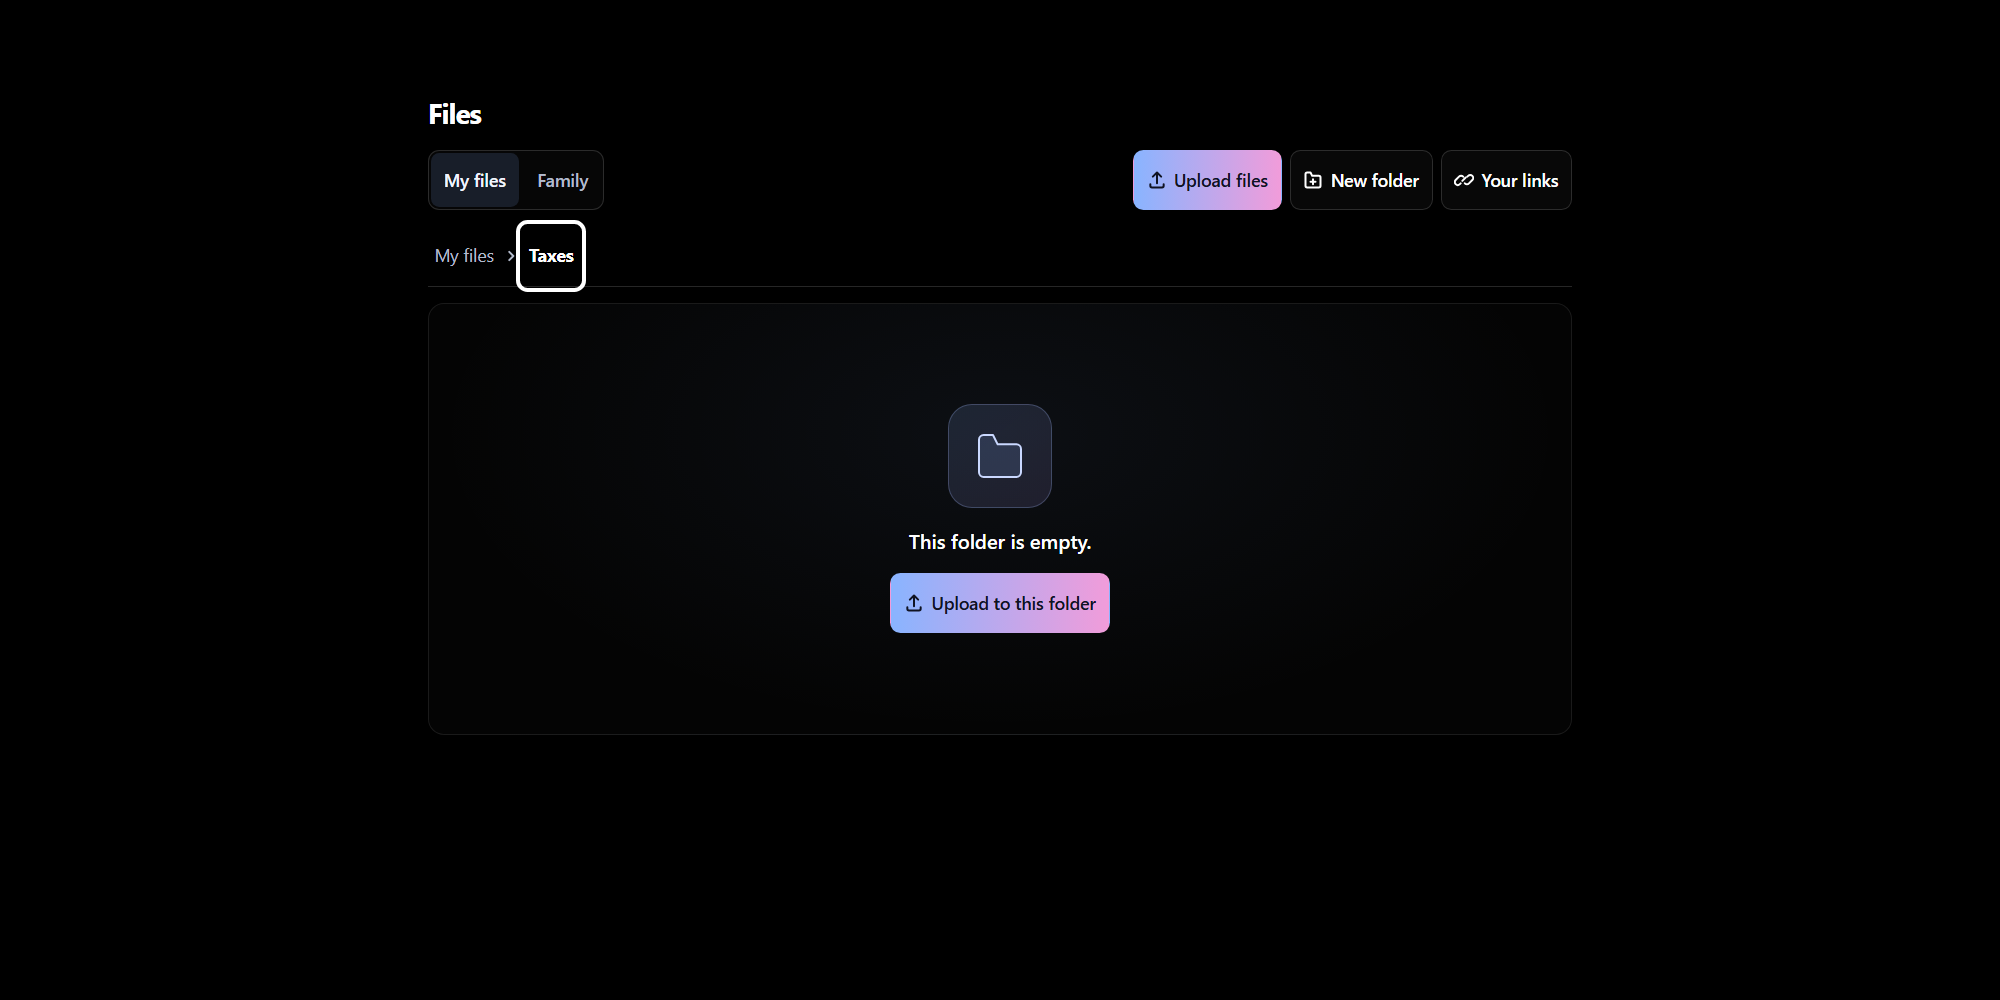 Files
My files
Family
Upload files
New folder
Your links
My files > Taxes
This folder is empty.
Upload to this folder